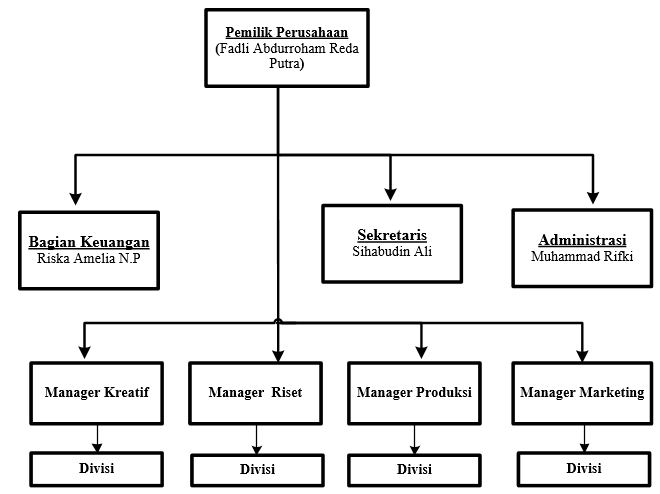 Pemilik Perusahaan
(Fadli Abdurroham Reda
Putra)
Bagian Keuangan
Riska Amelia N.P
Sekretaris
Sihabudin Ali
Administrasi
Muhammad Rifki
Manager Kreatif
Manager Riset
Manager Produksi
Manager Marketing
Divisi
Divisi
Divisi
Divisi